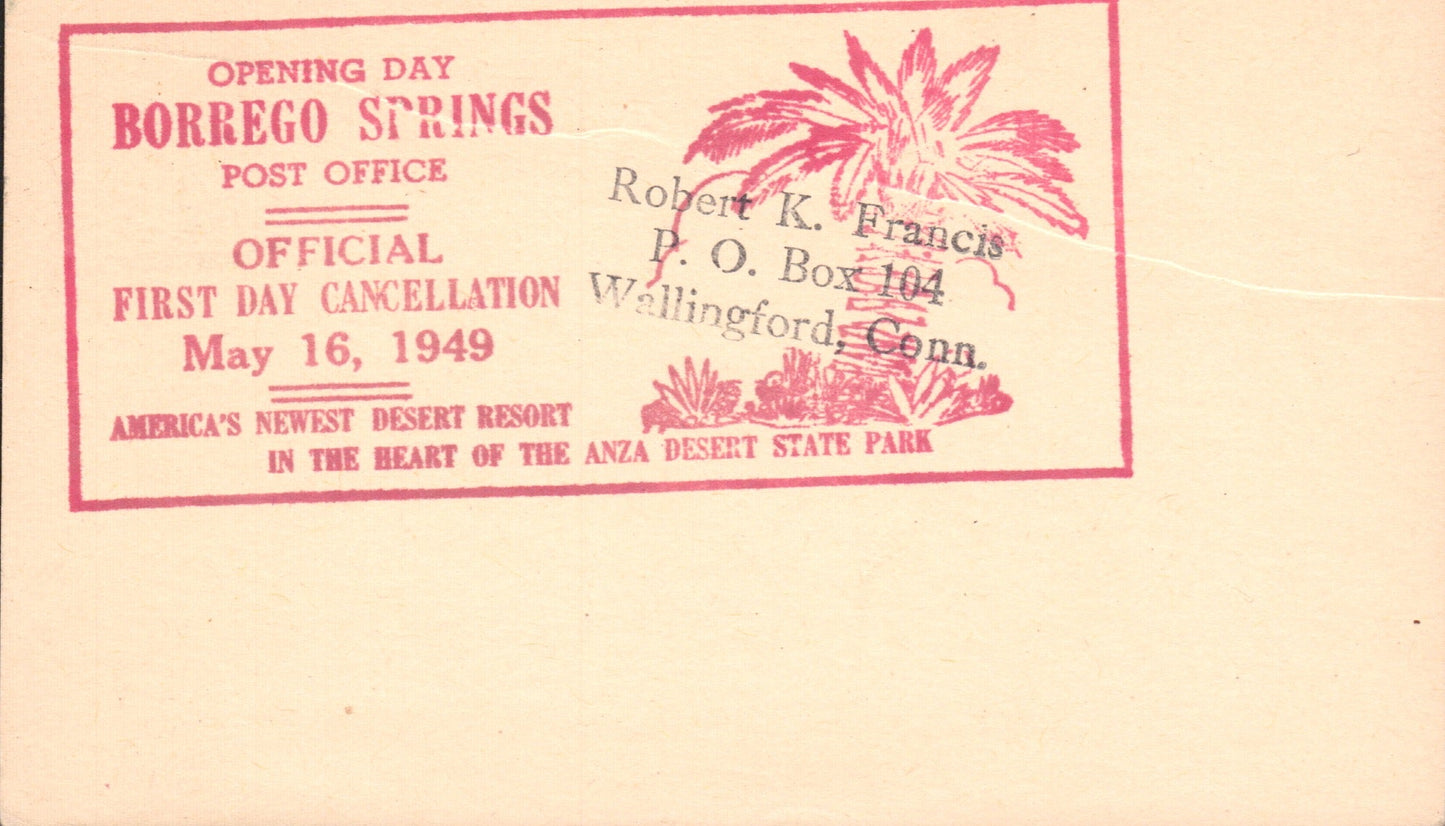 OPENING DAY
BORREGO SPRINGS
POST OFFICE
OFFICIAL
FIRST DAY CANCELLATION
May 16, 1949
AMERICA'S NEWEST DESERT RESORT
IN THE HEART OF THE ANZA DESERT STATE PARK
Robert K. Francis
P. O. Box 104
Wallingford, Conn.